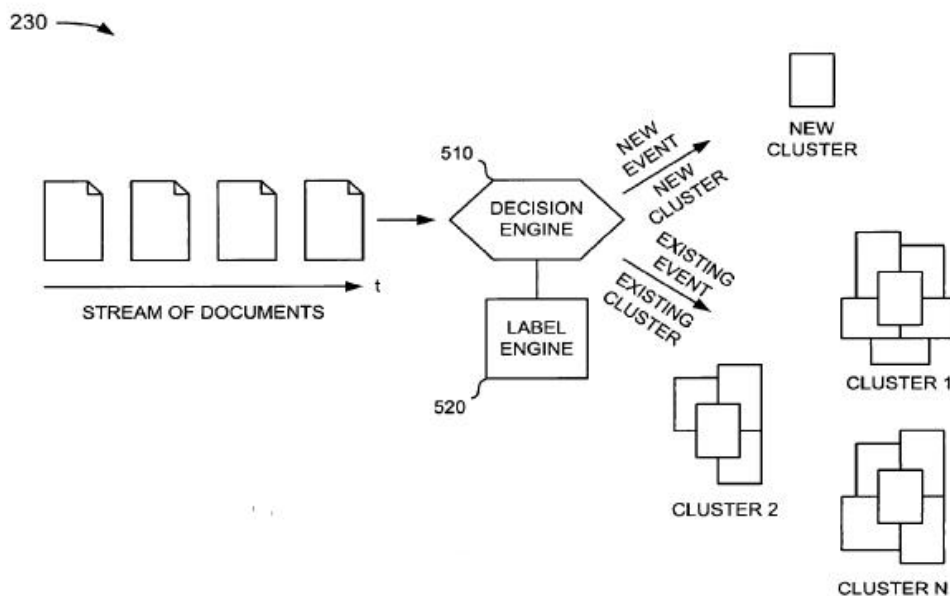 230
510
NEW
EVENT
NEW
CLUSTER
NEW
CLUSTER
DECISION
ENGINE
EXISTING
EVENT
EXISTING
CLUSTER
t
STREAM OF DOCUMENTS
LABEL
ENGINE
520
CLUSTER 1
CLUSTER 2
CLUSTER N